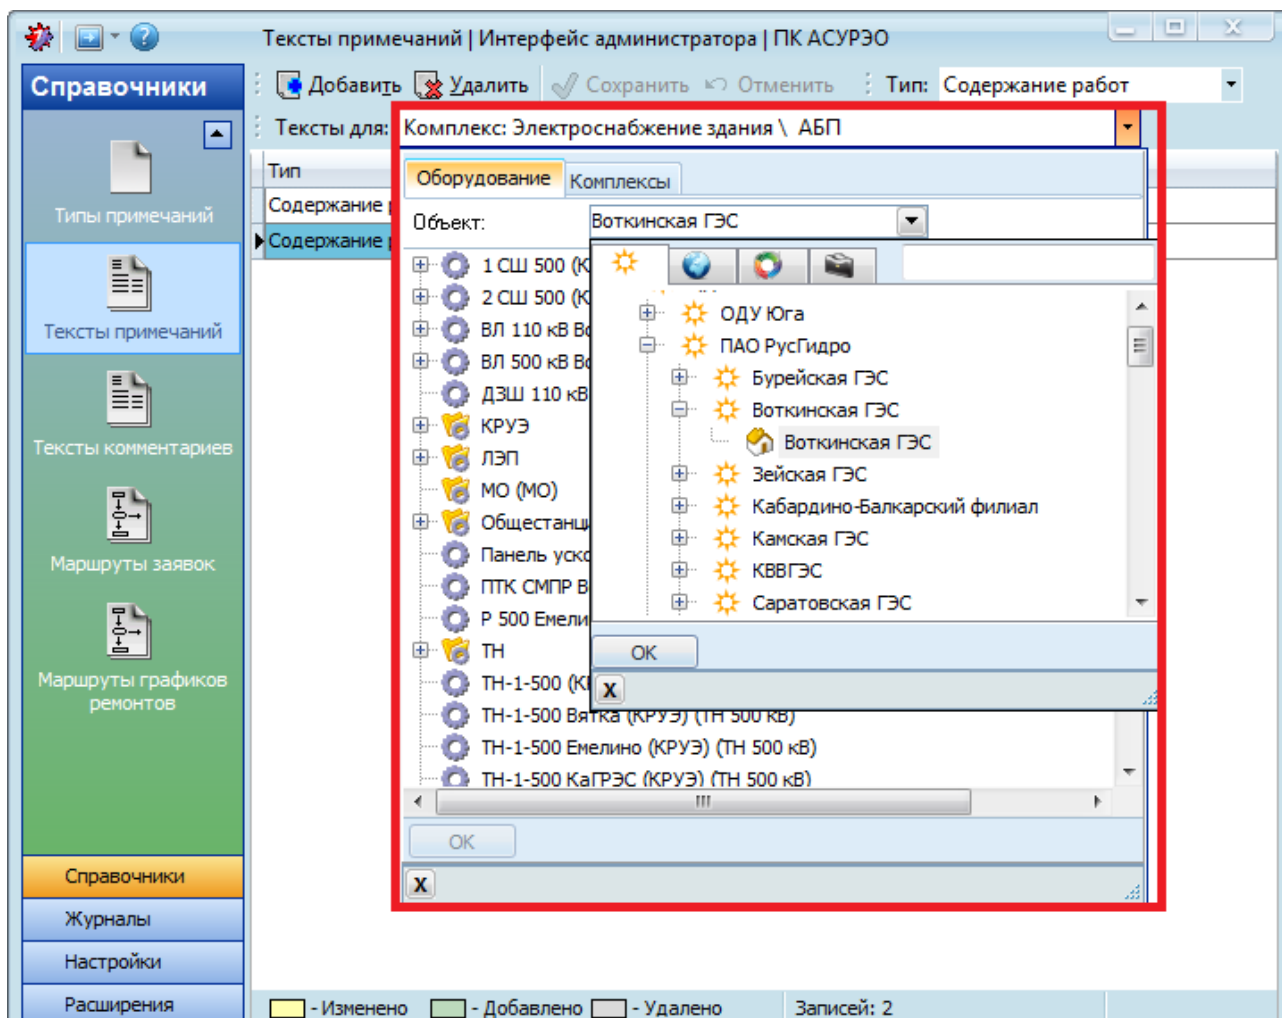 Тексты примечаний | Интерфейс администратора | ПК АСУРЭО
Справочники
Добавить Удалить Сохранить Отменить Тип: Содержание работ
Тексты для: Комплекс: Электроснабжение здания \ АБП
Типы примечаний
Тексты примечаний
Тексты комментариев
Маршруты заявок
Маршруты графиков
ремонтов
Справочники
Журналы
Настройки
Расширения
Тип
Содержание
Содержание
Оборудование Комплексы
Объект: Воткинская ГЭС
1 СШ 500 (К
2 СШ 500 (К
ВЛ 110 кВ Во
ВЛ 500 кВ Во
ДЗШ 110 кВ
КРУЭ
ЛЭП
МО (МО)
Общестанци
Панель уско
ПТК СМПР В
Р 500 Емели
ТН
ТН-1-500 (К
ТН-1-500 Вятка (КРУЭ) (ТН 500 кВ)
ТН-1-500 Емелино (КРУЭ) (ТН 500 кВ)
ТН-1-500 КаГРЭС (КРУЭ) (ТН 500 кВ)
ОДУ Юга
ПАО РусГидро
Бурейская ГЭС
Воткинская ГЭС
Воткинская ГЭС
Зейская ГЭС
Кабардино-Балкарский филиал
Камская ГЭС
КВВГЭС
Саратовская ГЭС
ОК
X
ОК
X
- Изменено - Добавлено - Удалено Записей: 2